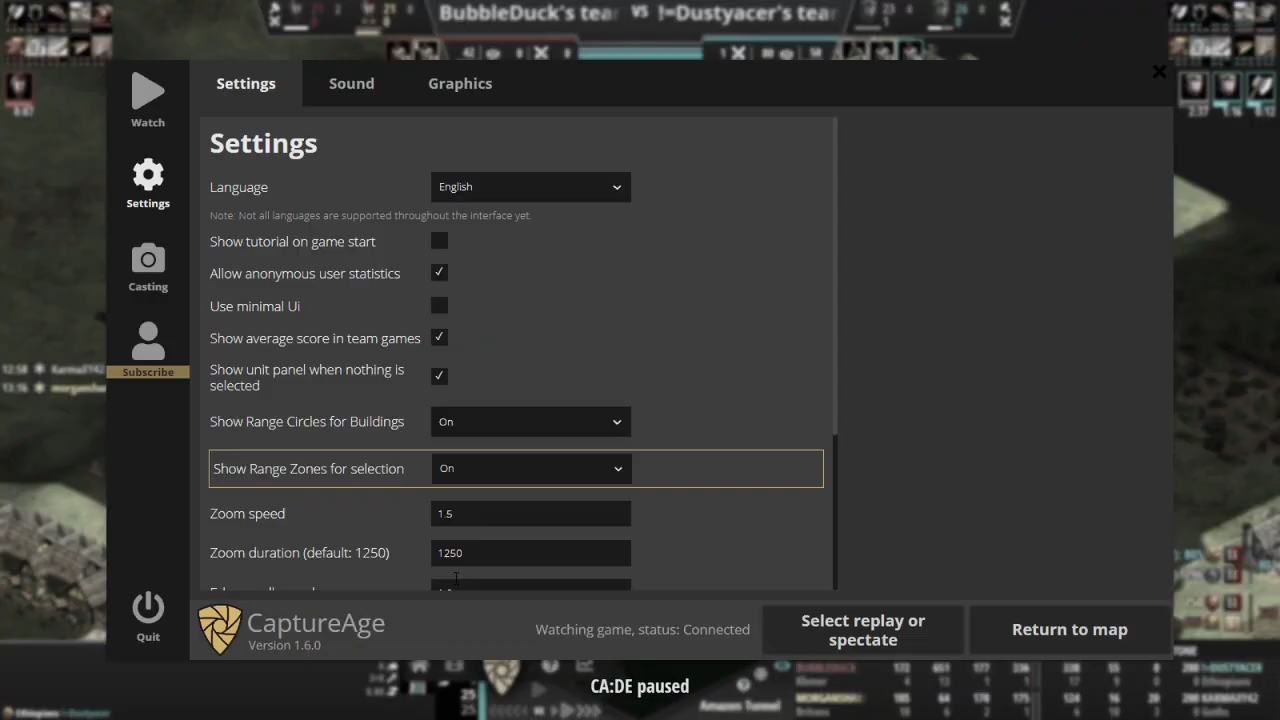 BubbleDuck's tea vs !=Dustyacer's tea
Watch
Settings
Casting
Subscribe
Quit
Settings Sound Graphics
Settings
Language English
Note: Not all languages are supported throughout the interface yet.
Show tutorial on game start
Allow anonymous user statistics
Use minimal Ui
Show average score in team games
Show unit panel when nothing is
selected
Show Range Circles for Buildings On
Show Range Zones for selection On
Zoom speed 1.5
Zoom duration (default: 1250) 1250
CaptureAge
Version 1.6.0
Watching game, status: Connected
Select replay or
spectate
Return to map
CA:DE paused
Amazon Tunnel